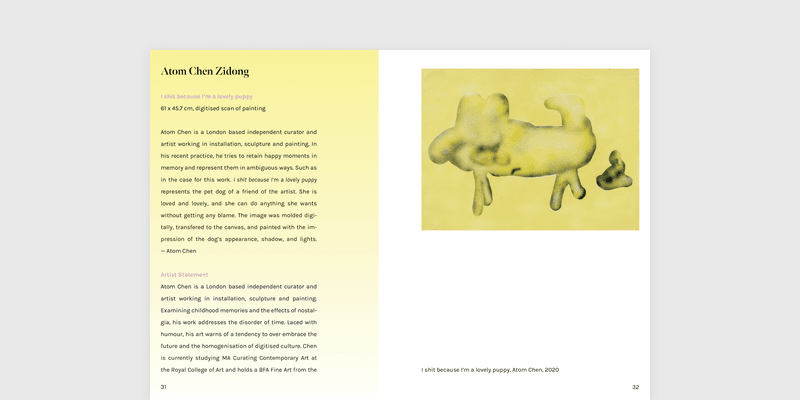 Atom Chen Zidong
I shit because I'm a lovely puppy
61 x 45.7 cm, digitised scan of painting
Atom Chen is a London based independent curator and
artist working in installation, sculpture and painting. In
his recent practice, he tries to retain happy moments in
memory and represent them in ambiguous ways. Such as
in the case for this work. I shit because I'm a lovely puppy
represents the pet dog of a friend of the artist. She is
loved and lovely, and she can do anything she wants
without getting any blame. The image was molded digi-
tally, transfered to the canvas, and painted with the im-
pression of the dog's appearance, shadow, and lights.
— Atom Chen
Artist Statement
Atom Chen is a London based independent curator and
artist working in installation, sculpture and painting.
Examining childhood memories and the effects of nostal-
gia, his work addresses the disorder of time. Laced with
humour, his art warns of a tendency to over embrace the
future and the homogenisation of digitised culture. Chen
is currently studying MA Curating Contemporary Art at
the Royal College of Art and holds a BFA Fine Art from the
31
I shit because I'm a lovely puppy, Atom Chen, 2020
32